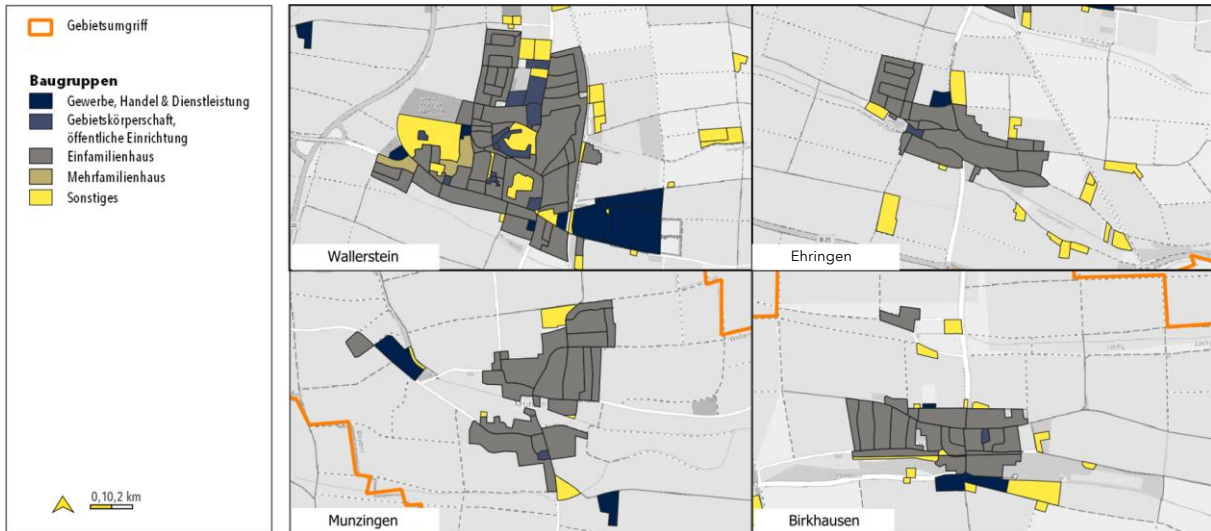 Gebietsumgriff
Baugruppen
Gewerbe, Handel & Dienstleistung
Gebietskörperschaft,
öffentliche Einrichtung
Einfamilienhaus
Mehrfamilienhaus
Sonstiges
0,10,2 km
Wallerstein
Ehringen
Munzingen
Birkhausen